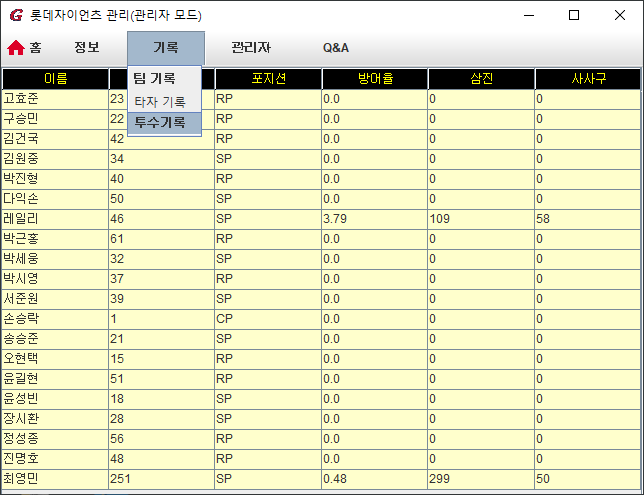 G 롯데자이언츠 관리(관리자 모드)
홈 정보 기록 관리자 Q&A
팀 기록
타자 기록
투수기록
이름 포지션 방어율 삼진 사사구
고효준 23 RP 0.0 0 0
구승민 22 RP 0.0 0 0
김건국 42 RP 0.0 0 0
김원중 34 SP 0.0 0 0
박진형 40 RP 0.0 0 0
다익손 50 SP 0.0 0 0
레일리 46 SP 3.79 109 58
박근홍 61 RP 0.0 0 0
박세웅 32 SP 0.0 0 0
박시영 37 RP 0.0 0 0
서준원 39 SP 0.0 0 0
손승락 1 CP 0.0 0 0
송승준 21 SP 0.0 0 0
오현택 15 RP 0.0 0 0
윤길현 51 RP 0.0 0 0
윤성빈 18 SP 0.0 0 0
장시환 28 SP 0.0 0 0
정성종 56 RP 0.0 0 0
진명호 48 RP 0.0 0 0
최영민 251 SP 0.48 299 50